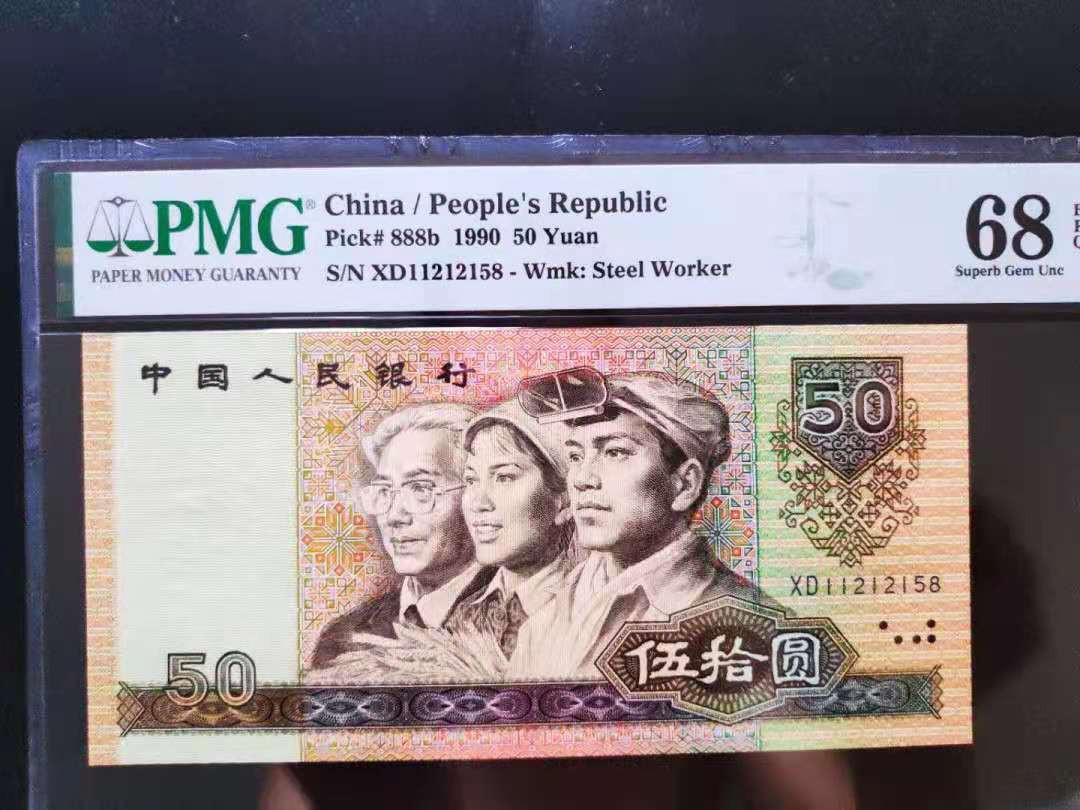 PMG®
PAPER MONEY GUARANTY
China / People's Republic
Pick# 888b 1990 50 Yuan
S/N XD11212158 - Wmk: Steel Worker
68
Superb Gem Unc
中国人民银行
50
XD11212158
伍拾圆
50